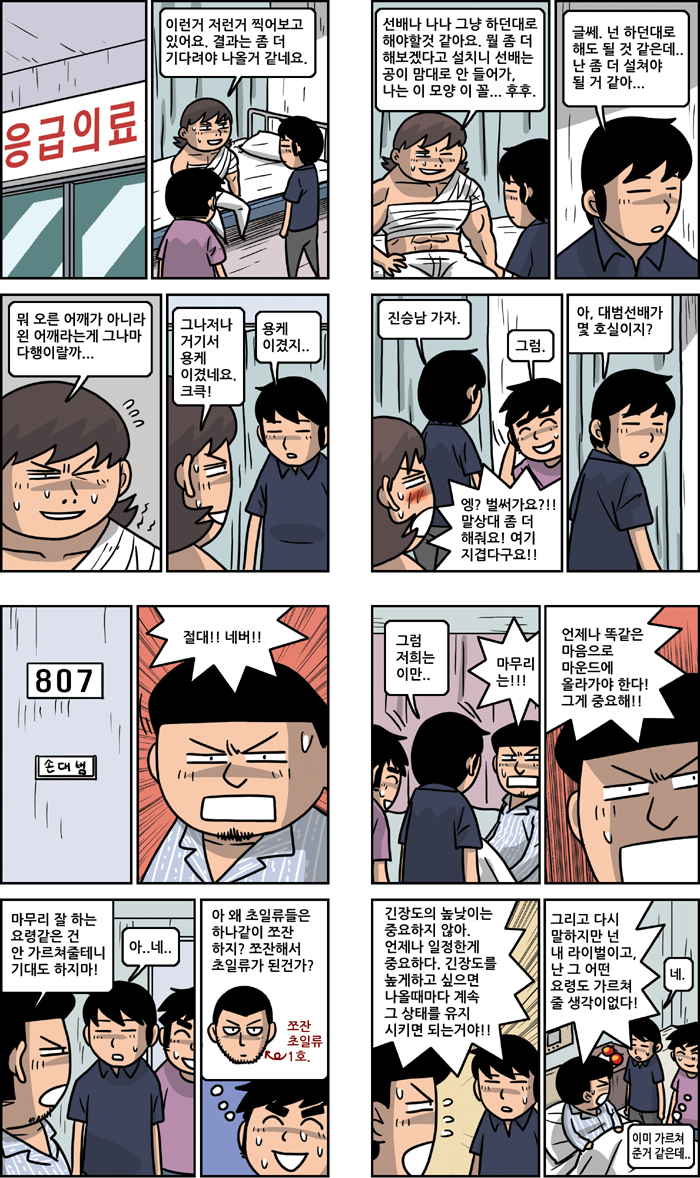 응급의료
이런거 저런거 찍어보고
있어요. 결과는 좀 더
기다려야 나올거 같네요.
뭐 오른 어깨가 아니라
왼 어깨라는게 그나마
다행이랄까...
그나저나
거기서
용케
이겼네요.
크큭!
용케
이겼지..
선배나 나나 그냥 하던대로
해야할것 같아요. 뭘 좀 더
해보겠다고 설치니 선배는
공이 맘대로 안 들어가,
나는 이 모양 이 꼴... 후후.
글쎄. 넌 하던대로
해도 될 것 같은데..
난 좀 더 설쳐야
될 거 같아...
진승남 가자.
그럼.
엥? 벌써가요?!!
말상대 좀 더
해줘요! 여기
지겹다구요!!
아, 대범선배가
몇 호실이지?
807
손대범
절대!! 네버!!
마무리 잘 하는
요령같은 건
안 가르쳐줄테니
기대도 하지마!
아..네..
아 왜 초일류들은
하나같이 쪼잔
하지? 쪼잔해서
초일류가 된건가?
쪼잔
초일류
1호.
그럼
저희는
이만..
마무리
는!!!
언제나 똑같은
마음으로
마운드에
올라가야 한다!
그게 중요해!!
긴장도의 높낮이는
중요하지 않아.
언제나 일정한게
중요하다. 긴장도를
높게하고 싶으면
나올때마다 계속
그 상태를 유지
시키면 되는거야!!
그리고 다시
말하지만 넌
내 라이벌이고,
난 그 어떤
요령도 가르쳐
줄 생각이없다!
네.
이미 가르쳐
준거 같은데..